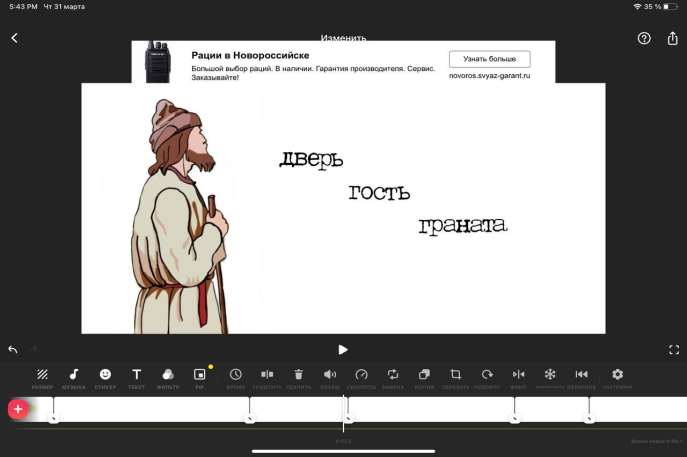 5:43 PM Чт 31 марта
35 %
Изменить
Рации в Новороссийске
Большой выбор раций. В наличии. Гарантия производителя. Сервис.
Заказывайте!
Узнать больше
novoros.svyaz-garant.ru
дверь
гость
граната
РАЗМЕР МУЗЫКА СТИКЕР ТЕКСТ ФИЛЬТР PIP ВРЕМЯ РАЗДЕЛИТЬ УДАЛИТЬ ОБЪЕМ СКОРОСТЬ ЗАМЕНА КОПИЯ ОБРЕЗАТЬ ПОВОРОТ ФЛИП ЗАМОРОЗИТЬ ОБРАТНОЕ НАСТРОЙКИ